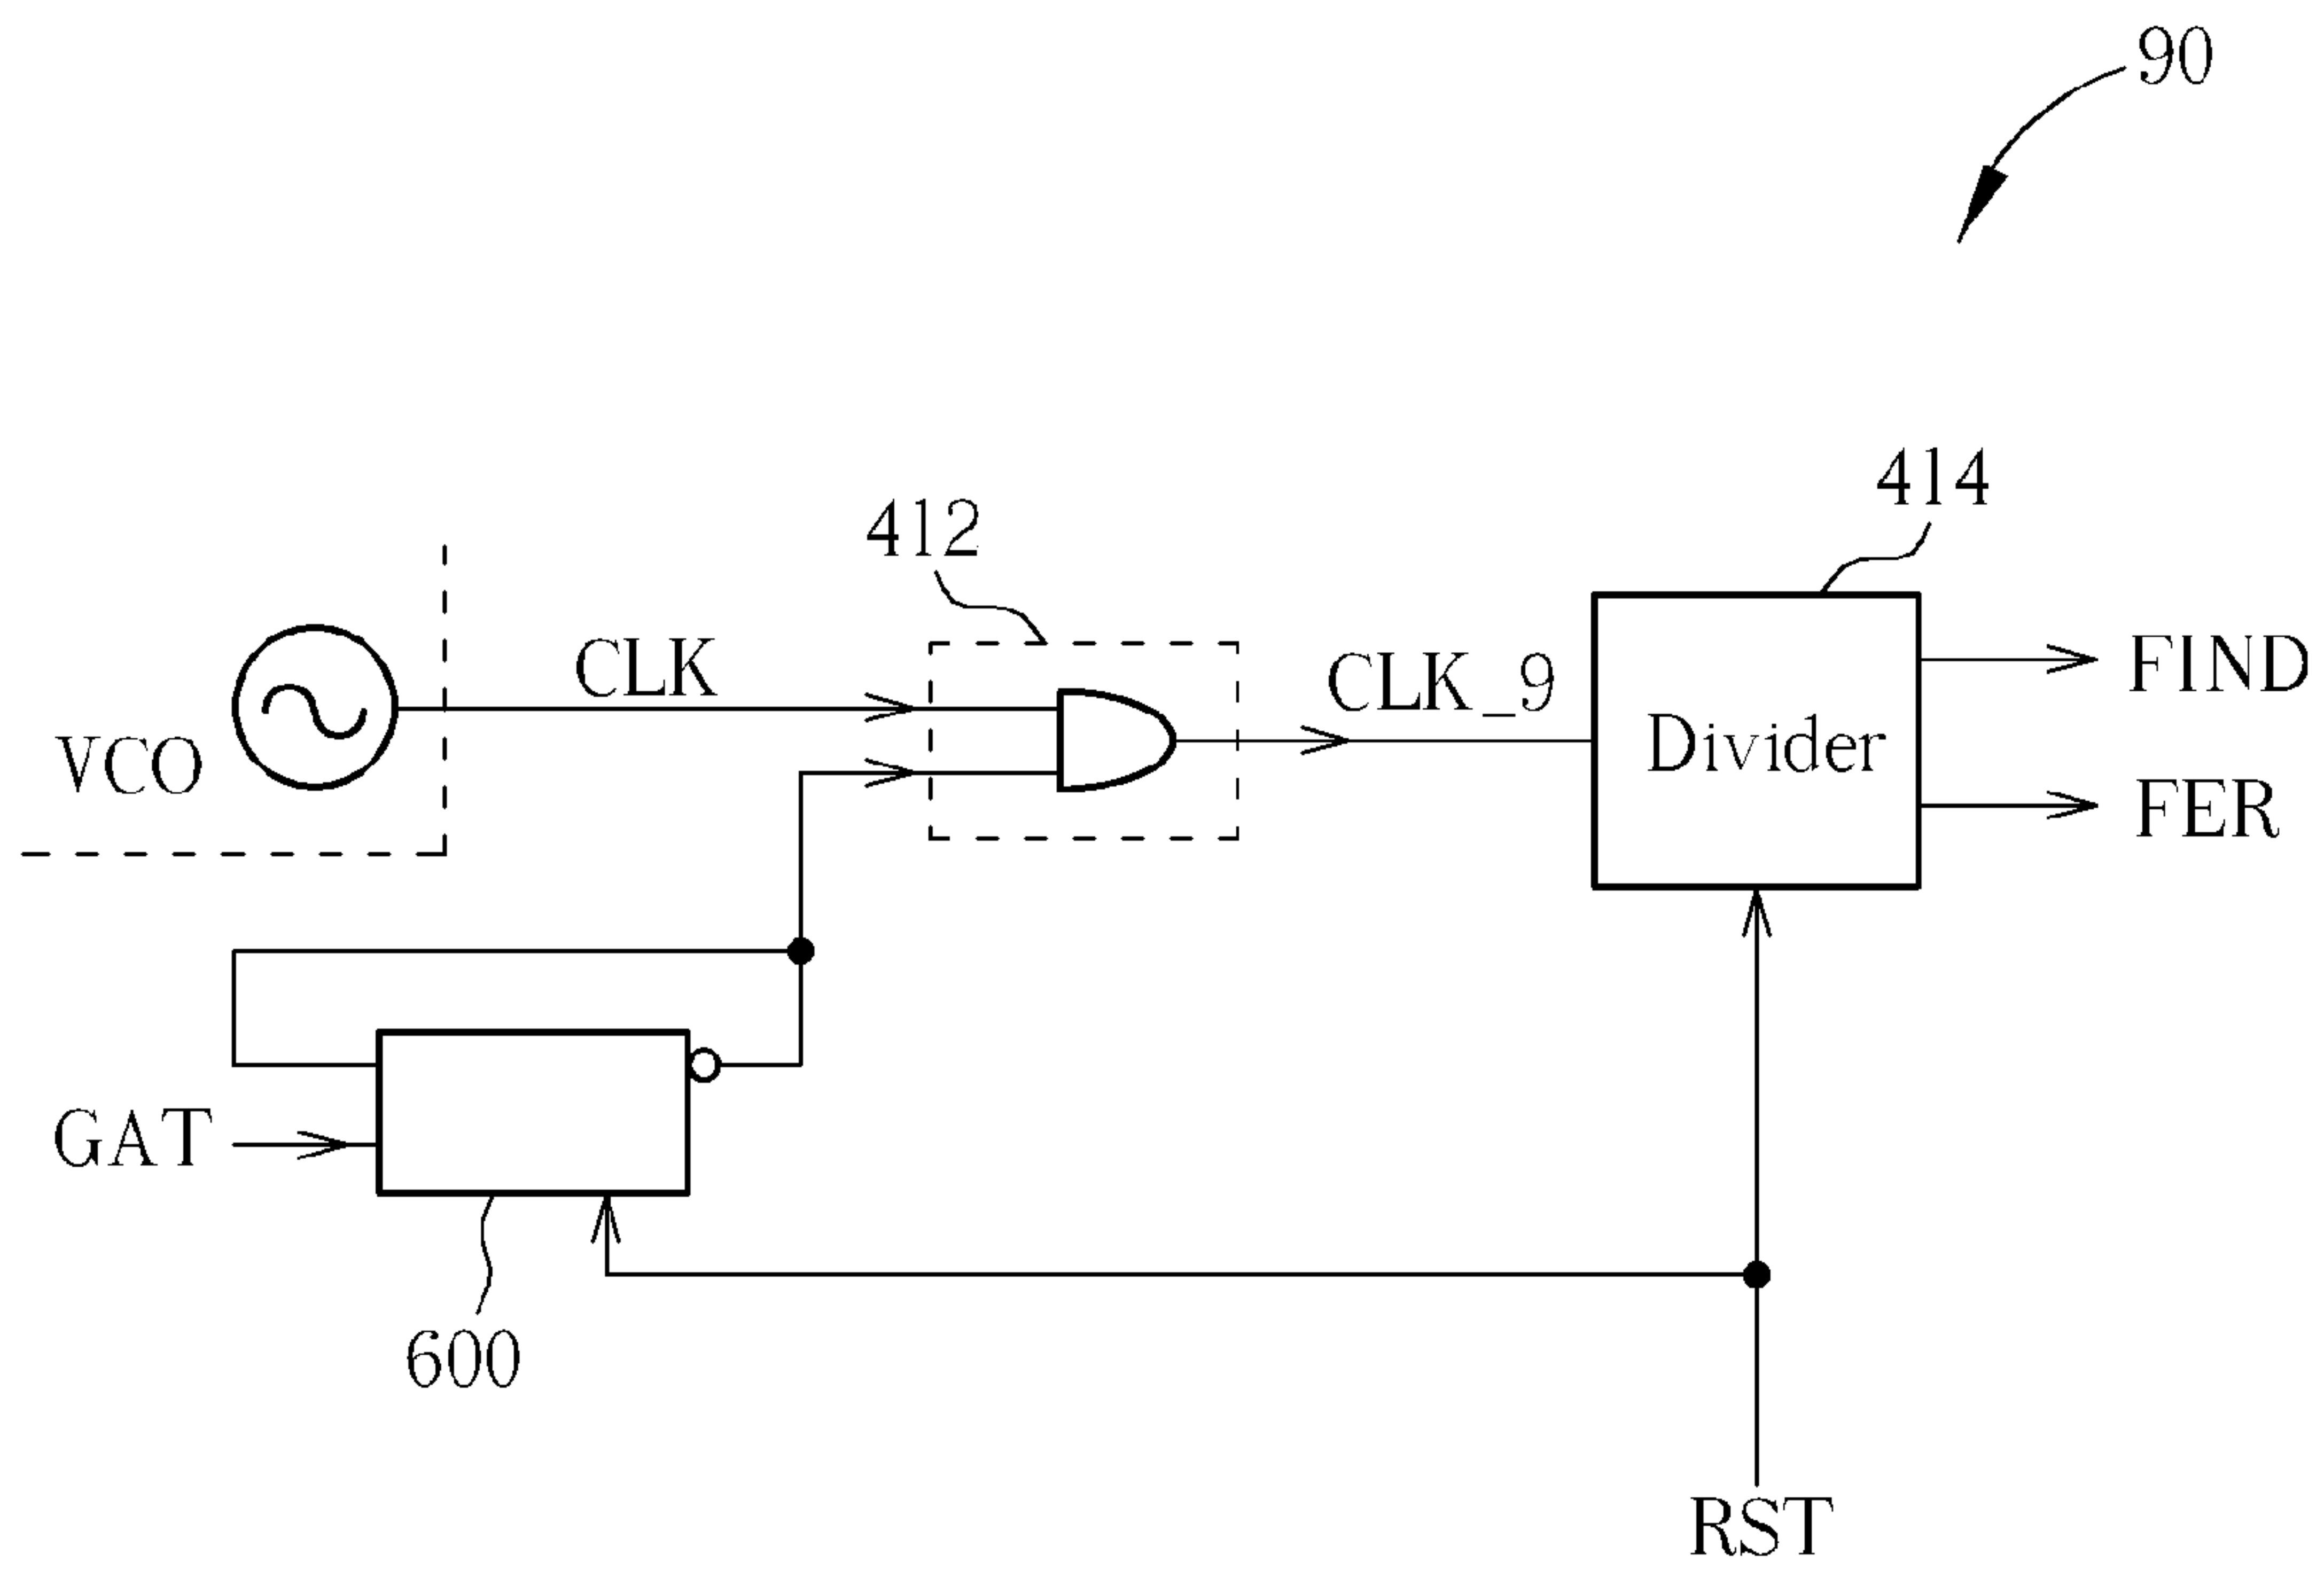 90
414
412
CLK
CLK_9
FIND
VCO
Divider
FER
GAT
600
RST